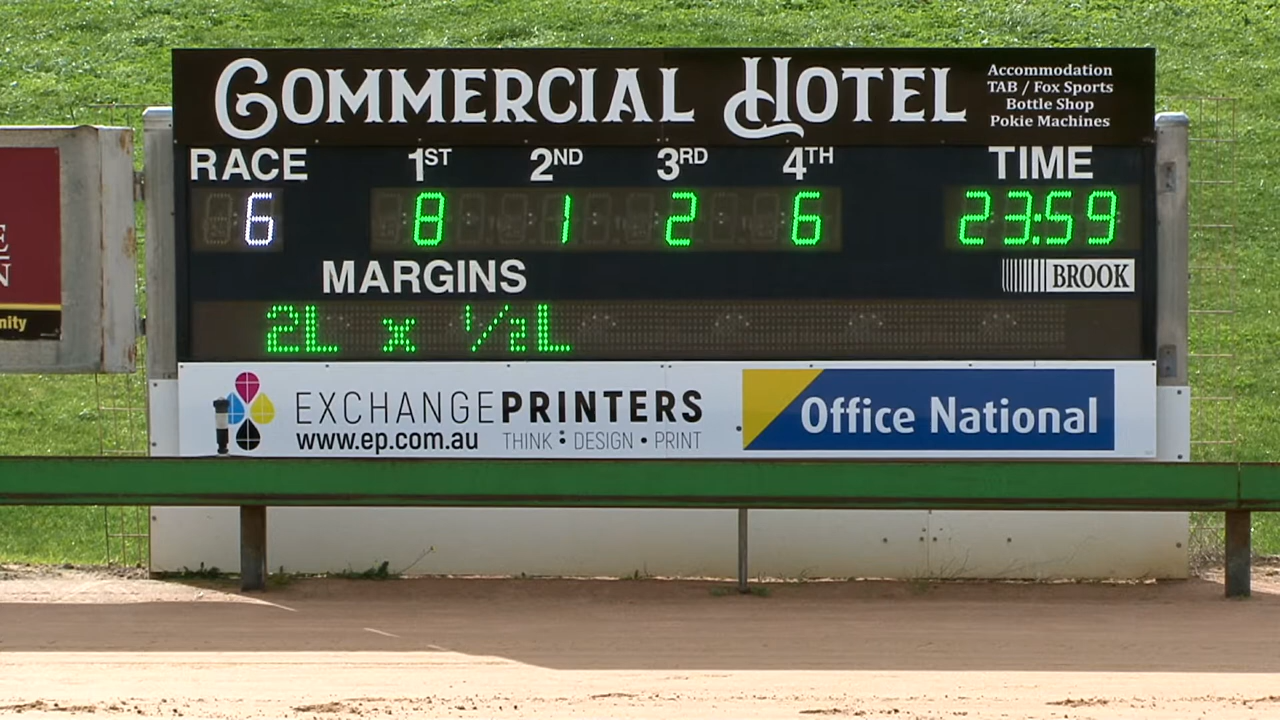 COMMERCIAL HOTEL
Accommodation
TAB / Fox Sports
Bottle Shop
Pokie Machines
RACE 1ST 2ND 3RD 4TH TIME
6 8 1 2 6 23:59
MARGINS
BROOK
2L x ½L
EXCHANGEPRINTERS
www.ep.com.au THINK : DESIGN • PRINT
Office National